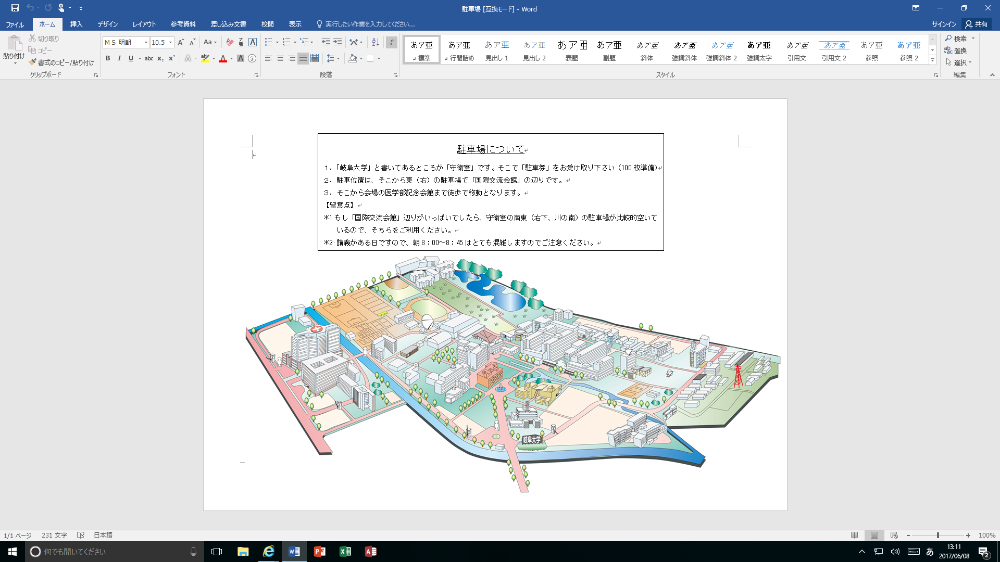 駐車場 [互換モード] - Word
ファイル ホーム 挿入 デザイン レイアウト 参考資料 差し込み文書 校閲 表示 実行したい作業を入力してください... サインイン 共有
貼り付け
切り取り
コピー
書式のコピー/貼り付け
クリップボード
ＭＳ 明朝 10.5
フォント
段落
あア亜 あア亜 あア亜 あア亜 あア亜 あア亜 あア亜 あア亜 あア亜 あア亜 あア亜 あア亜 あア亜 あア亜
標準 行間詰め 見出し 1 見出し 2 表題 副題 斜体 強調斜体 強調斜体 2 強調太字 引用文 引用文 2 参照 参照 2
スタイル
検索
置換
選択
編集
駐車場について
１．「岐阜大学」と書いてあるところが「守衛室」です。そこで「駐車券」をお受け取り下さい（100 枚準備）
２．駐車位置は、そこから東（右）の駐車場で「国際交流会館」の辺りです。
３．そこから会場の医学部記念会館まで徒歩で移動となります。
【留意点】
＊1 もし「国際交流会館」辺りがいっぱいでしたら、守衛室の南東（右下、川の南）の駐車場が比較的空いて
いるので、そちらをご利用ください。
＊2 講義がある日ですので、朝 8：00～8：45 はとても混雑しますのでご注意ください。
岐阜大学
1/1 ページ 231 文字 日本語 100%
何でも聞いてください
あ
13:11
2017/06/08
2